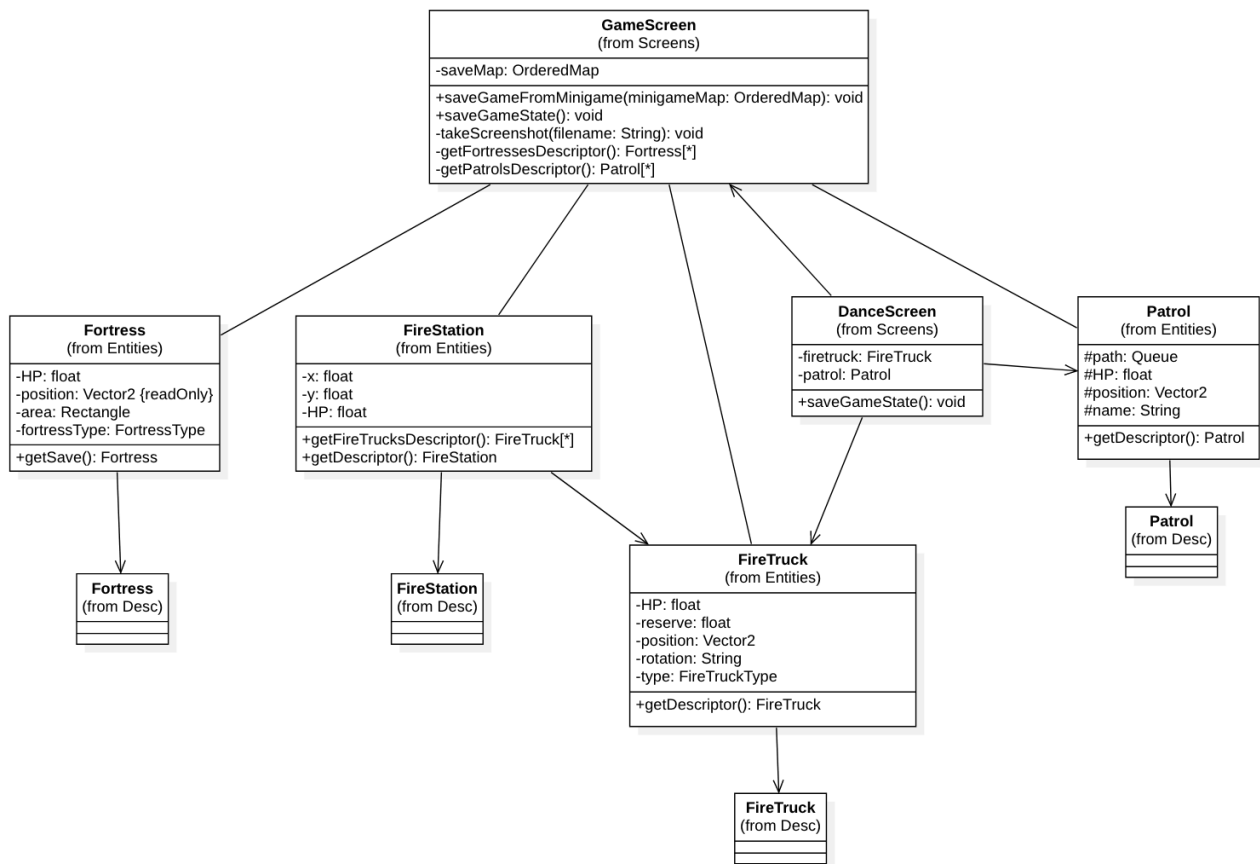 GameScreen
(from Screens)
-saveMap: OrderedMap
+saveGameFromMinigame(minigameMap: OrderedMap): void
+saveGameState(): void
-takeScreenshot(filename: String): void
-getFortressesDescriptor(): Fortress[*]
-getPatrolsDescriptor(): Patrol[*]
Fortress
(from Entities)
-HP: float
-position: Vector2 {readOnly}
-area: Rectangle
-fortressType: FortressType
+getSave(): Fortress
FireStation
(from Entities)
-x: float
-y: float
-HP: float
+getFireTrucksDescriptor(): FireTruck[*]
+getDescriptor(): FireStation
DanceScreen
(from Screens)
-firetruck: FireTruck
-patrol: Patrol
+saveGameState(): void
Patrol
(from Entities)
#path: Queue
#HP: float
#position: Vector2
#name: String
+getDescriptor(): Patrol
Patrol
(from Desc)
Fortress
(from Desc)
FireStation
(from Desc)
FireTruck
(from Entities)
-HP: float
-reserve: float
-position: Vector2
-rotation: String
-type: FireTruckType
+getDescriptor(): FireTruck
FireTruck
(from Desc)